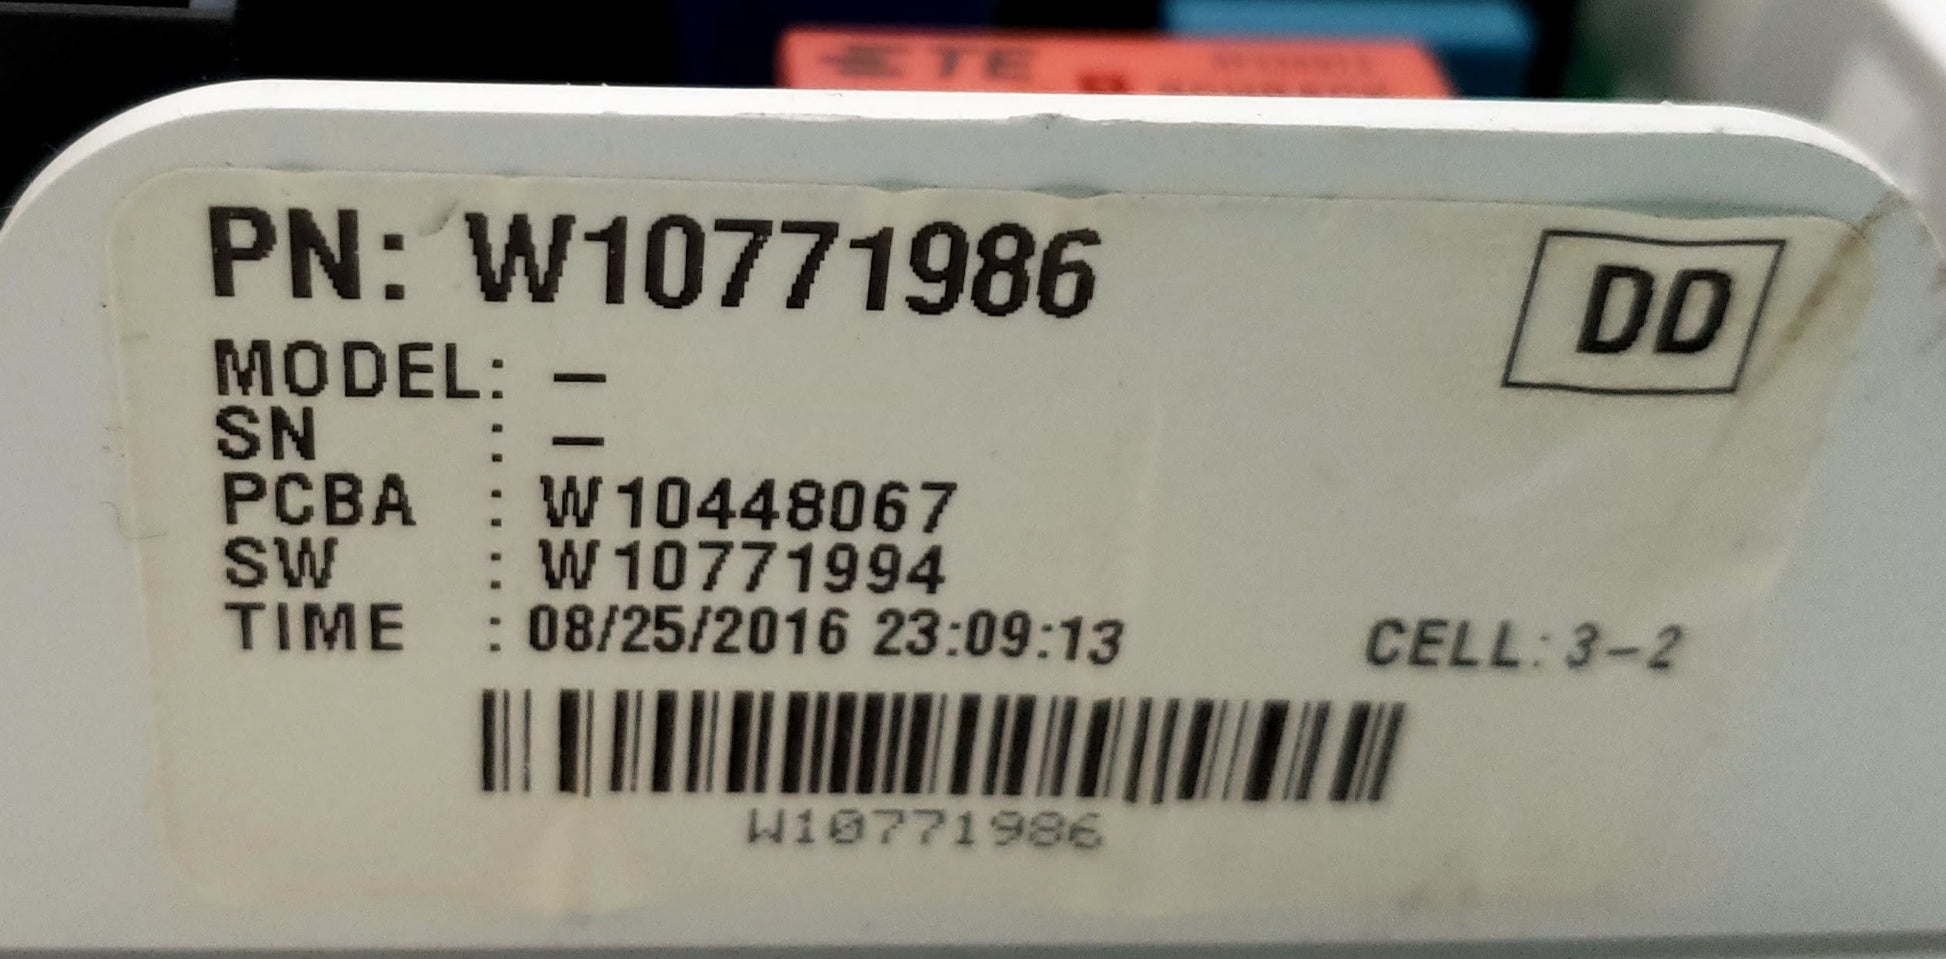 TE
PN: W10771986
DD
MODEL: –
SN : –
PCBA : W10448067
SW : W10771994
TIME : 08/25/2016 23:09:13
CELL: 3-2
W10771986